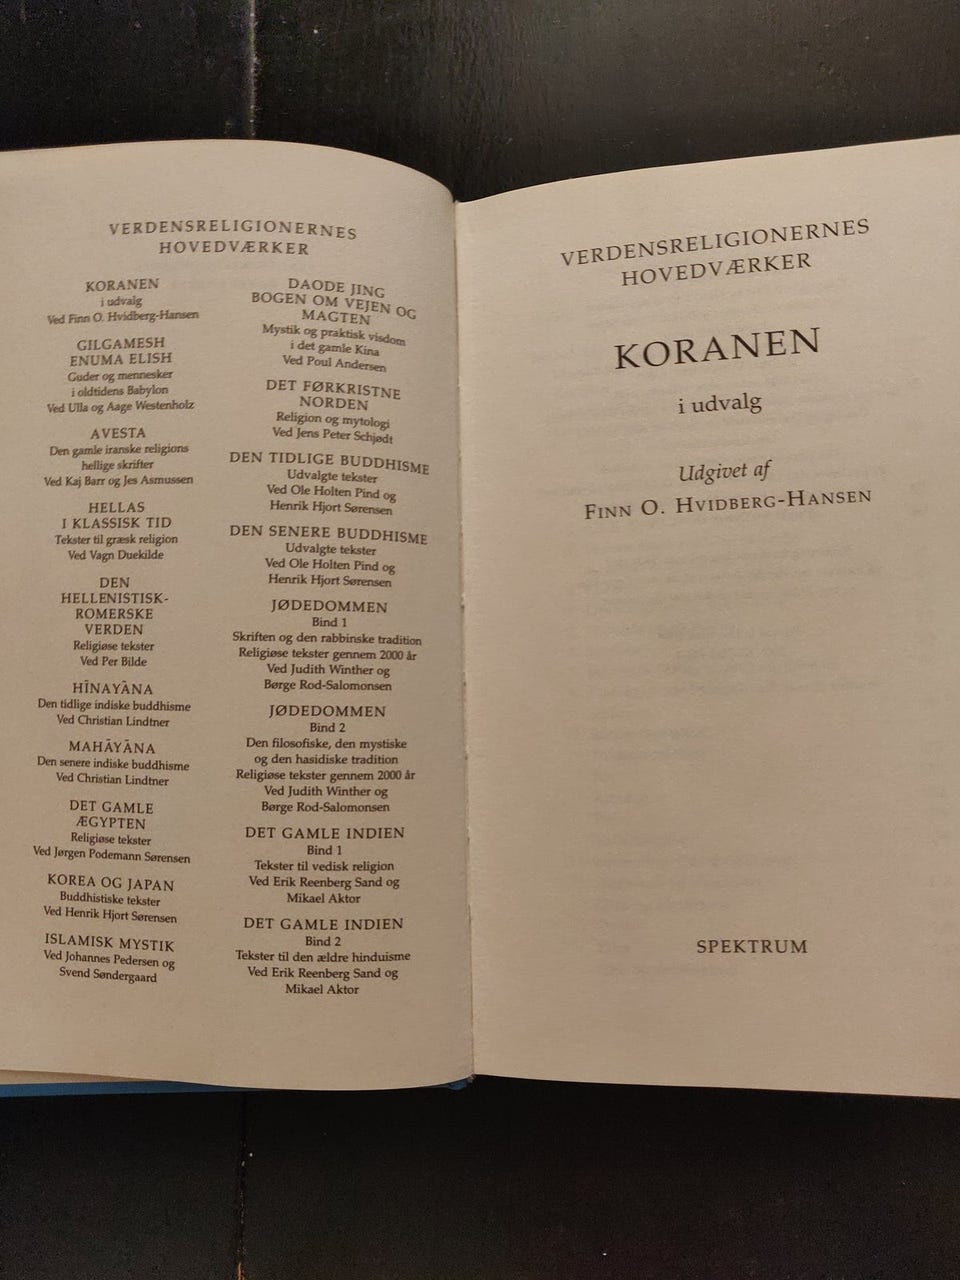 VERDENSRELIGIONERNES
HOVEDVÆRKER
KORANEN
i udvalg
Ved Finn O. Hvidberg-Hansen
GILGAMESH
ENUMA ELISH
Guder og mennesker
i oldtidens Babylon
Ved Ulla og Aage Westenholz
AVESTA
Den gamle iranske religions
hellige skrifter
Ved Kaj Barr og Jes Asmussen
HELLAS
I KLASSISK TID
Tekster til græsk religion
Ved Vagn Duekilde
DEN
HELLENISTISK-
ROMERSKE
VERDEN
Religiøse tekster
Ved Per Bilde
HĪNAYĀNA
Den tidlige indiske buddhisme
Ved Christian Lindtner
MAHĀYĀNA
Den senere indiske buddhisme
Ved Christian Lindtner
DET GAMLE
ÆGYPTEN
Religiøse tekster
Ved Jørgen Podemann Sørensen
KOREA OG JAPAN
Buddhistiske tekster
Ved Henrik Hjort Sørensen
ISLAMISK MYSTIK
Ved Johannes Pedersen og
Svend Søndergaard
DAODE JING
BOGEN OM VEJEN OG
MAGTEN
Mystik og praktisk visdom
i det gamle Kina
Ved Poul Andersen
DET FØRKRISTNE
NORDEN
Religion og mytologi
Ved Jens Peter Schjødt
DEN TIDLIGE BUDDHISME
Udvalgte tekster
Ved Ole Holten Pind og
Henrik Hjort Sørensen
DEN SENERE BUDDHISME
Udvalgte tekster
Ved Ole Holten Pind og
Henrik Hjort Sørensen
JØDEDOMMEN
Bind 1
Skriften og den rabbinske tradition
Religiøse tekster gennem 2000 år
Ved Judith Winther og
Børge Rod-Salomonsen
JØDEDOMMEN
Bind 2
Den filosofiske, den mystiske
og den hasidiske tradition
Religiøse tekster gennem 2000 år
Ved Judith Winther og
Børge Rod-Salomonsen
DET GAMLE INDIEN
Bind 1
Tekster til vedisk religion
Ved Erik Reenberg Sand og
Mikael Aktor
DET GAMLE INDIEN
Bind 2
Tekster til den ældre hinduisme
Ved Erik Reenberg Sand og
Mikael Aktor
VERDENSRELIGIONERNES
HOVEDVÆRKER
KORANEN
i udvalg
Udgivet af
FINN O. HVIDBERG-HANSEN
SPEKTRUM